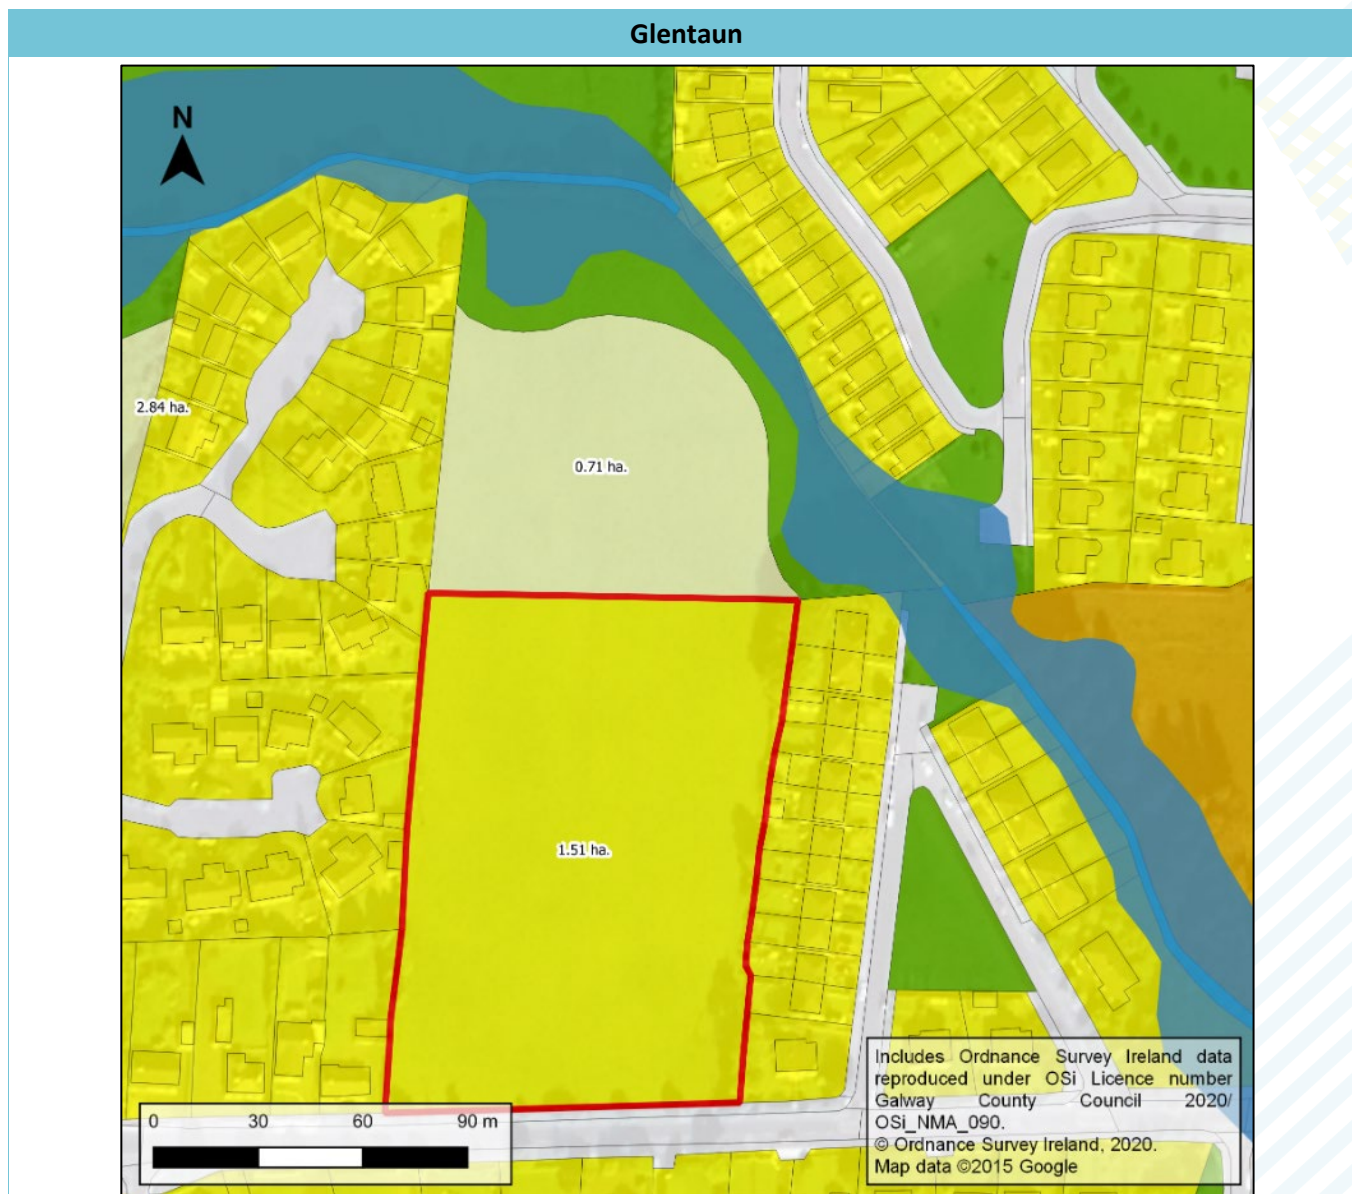 Glentaun
N
2.84 ha.
0.71 ha.
1.51 ha.
0 30 60 90 m
Includes Ordnance Survey Ireland data
reproduced under OSi Licence number
Galway County Council 2020/
OSi_NMA_090.
© Ordnance Survey Ireland, 2020.
Map data ©2015 Google